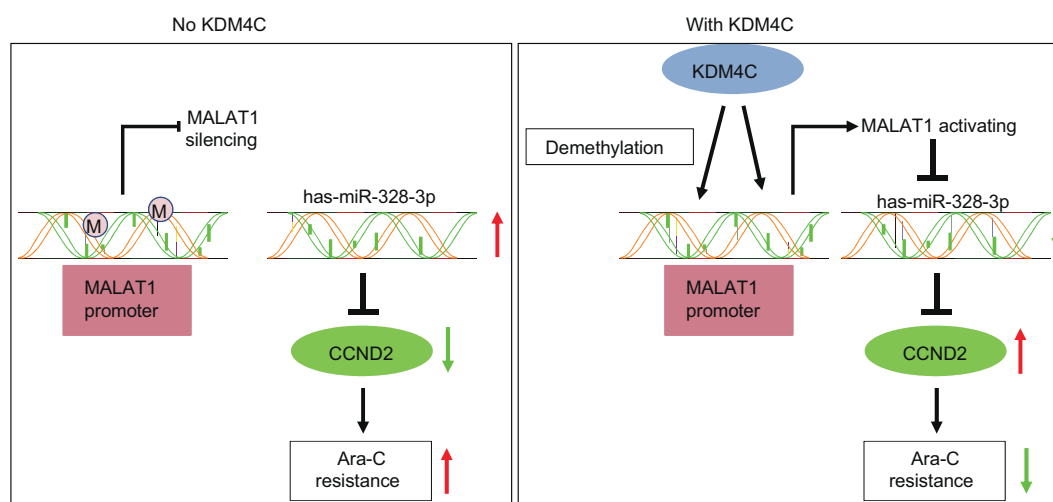 No KDM4C
MALAT1
silencing
M
M
has-miR-328-3p
MALAT1
promoter
CCND2
Ara-C
resistance
With KDM4C
KDM4C
Demethylation
MALAT1 activating
has-miR-328-3p
MALAT1
promoter
CCND2
Ara-C
resistance